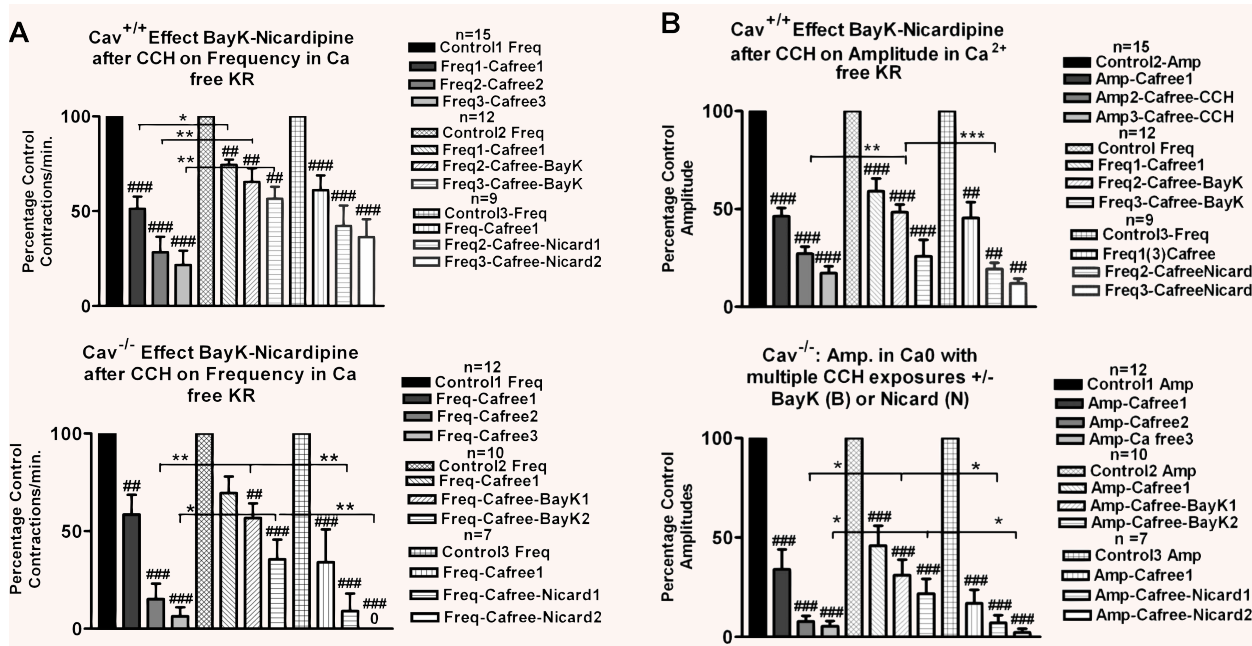 A
Cav+/+ Effect BayK-Nicardipine
after CCH on Frequency in Ca
free KR
100
50
0
Percentage Control
Contractions/min.
*
**
**
###
###
###
##
##
##
###
###
###
n=15
Control1 Freq
Freq1-Cafree1
Freq2-Cafree2
Freq3-Cafree3
n=12
Control2 Freq
Freq1-Cafree1
Freq2-Cafree-BayK
Freq3-Cafree-BayK
n=9
Control3-Freq
Freq-Cafree1
Freq2-Cafree-Nicard1
Freq3-Cafree-Nicard2
B
Cav+/+ Effect BayK-Nicardipine
after CCH on Amplitude in Ca 2+
free KR
100
50
0
Percentage Control
Amplitude
**
***
###
###
###
###
###
###
##
##
##
n=15
Control2-Amp
Amp-Cafree1
Amp2-Cafree-CCH
Amp3-Cafree-CCH
n=12
Control Freq
Freq1-Cafree1
Freq2-Cafree-BayK
Freq3-Cafree-BayK
n=9
Control3-Freq
Freq1(3)Cafree
Freq2-CafreeNicard
Freq3-CafreeNicard
Cav-/- Effect BayK-Nicardipine
after CCH on Frequency in Ca
free KR
100
50
0
Percentage Control
Contractions/min.
**
**
*
**
##
###
###
##
###
###
###
###
0
n=12
Control1 Freq
Freq-Cafree1
Freq-Cafree2
Freq-Cafree3
n=10
Control2 Freq
Freq-Cafree1
Freq-Cafree-BayK1
Freq-Cafree-BayK2
n=7
Control3 Freq
Freq-Cafree1
Freq-Cafree-Nicard1
Freq-Cafree-Nicard2
Cav-/-: Amp. in Ca0 with
multiple CCH exposures +/-
BayK (B) or Nicard (N)
100
50
0
Percentage Control
Amplitudes
*
*
*
*
###
###
###
###
###
###
###
###
###
n=12
Control1 Amp
Amp-Cafree1
Amp-Cafree2
Amp-Ca free3
n=10
Control2 Amp
Amp-Cafree1
Amp-Cafree-BayK1
Amp-Cafree-BayK2
n =7
Control3 Amp
Amp-Cafree1
Amp-Cafree-Nicard1
Amp-Cafree-Nicard2